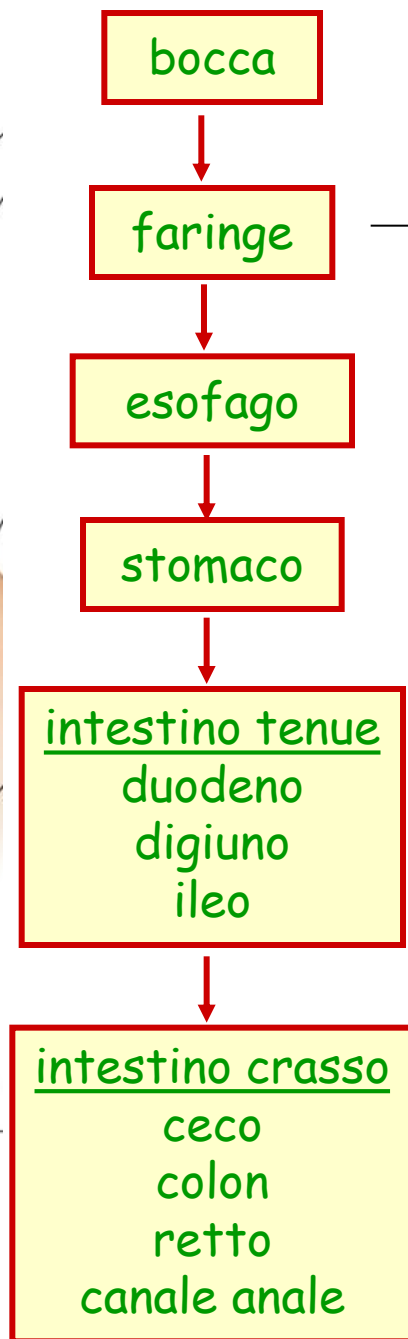 bocca
faringe
esofago
stomaco
intestino tenue
duodeno
digiuno
ileo
intestino crasso
ceco
colon
retto
canale anale